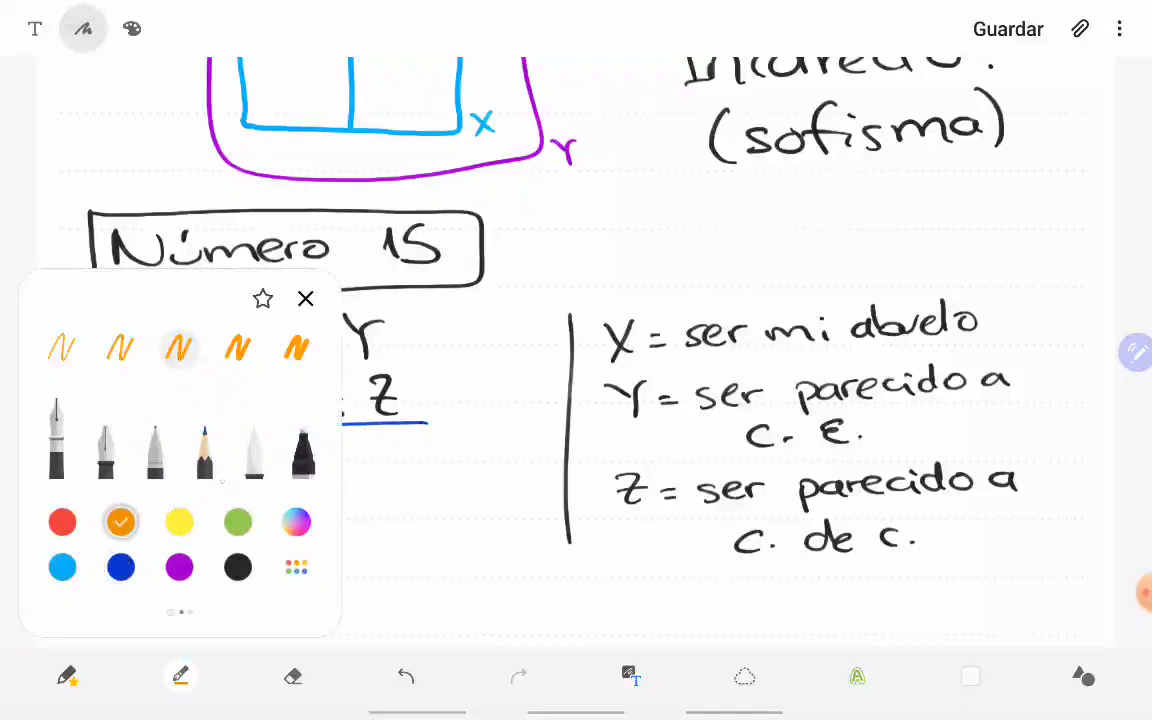 Guardar
(sofisma)
X
Y
Número 15
Y
Z
X = ser mi abuelo
Y = ser parecido a
C. E.
Z = ser parecido a
C. de C.